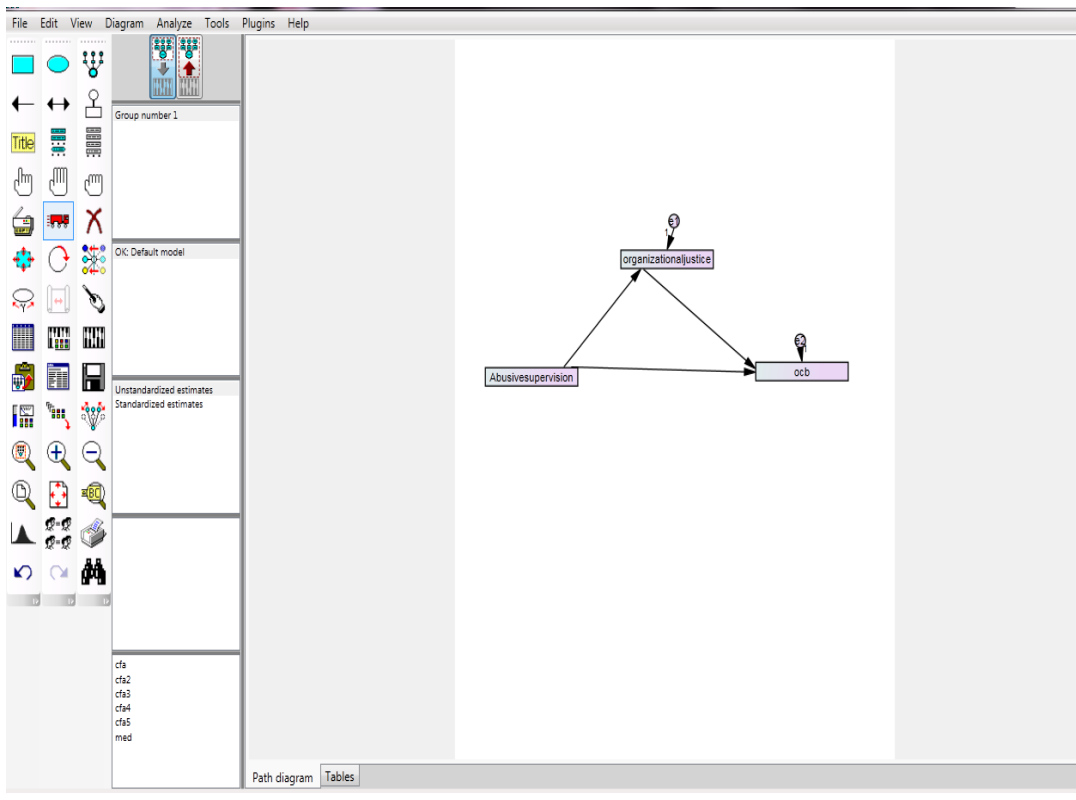 File Edit View Diagram Analyze Tools Plugins Help
Title
Group number 1
OK: Default model
Unstandardized estimates
Standardized estimates
cfa
cfa2
cfa3
cfa4
cfa5
med
e1
1
organizationaljustice
e2
1
ocb
Abusivesupervision
Path diagram Tables